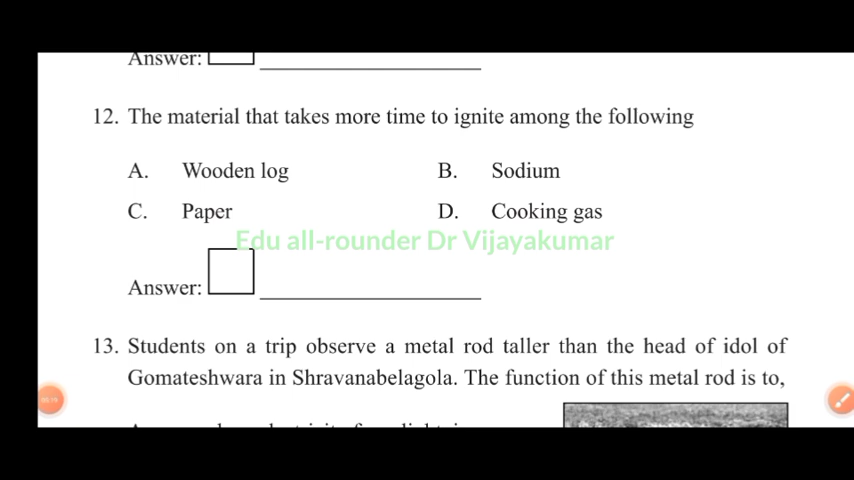 Answer:
12. The material that takes more time to ignite among the following
A. Wooden log B. Sodium
C. Paper D. Cooking gas
Edu all-rounder Dr Vijayakumar
Answer:
13. Students on a trip observe a metal rod taller than the head of idol of
Gomateshwara in Shravanabelagola. The function of this metal rod is to,